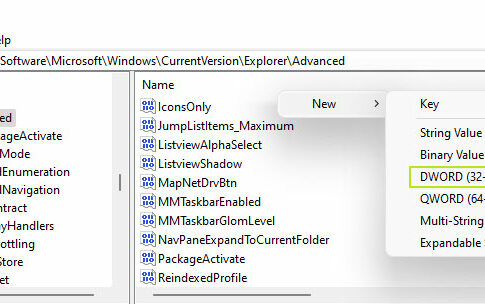 lp
Software\Microsoft\Windows\CurrentVersion\Explorer\Advanced
ed
ageActivate
Mode
lEnumeration
lNavigation
ntract
yHandlers
ottling
Store
et
Name
IconsOnly
JumpListItems_Maximum
ListviewAlphaSelect
ListviewShadow
MapNetDrvBtn
MMTaskbarEnabled
MMTaskbarGlomLevel
NavPaneExpandToCurrentFolder
PackageActivate
ReindexedProfile
New
Key
String Value
Binary Value
DWORD (32-
QWORD (64-
Multi-String
Expandable